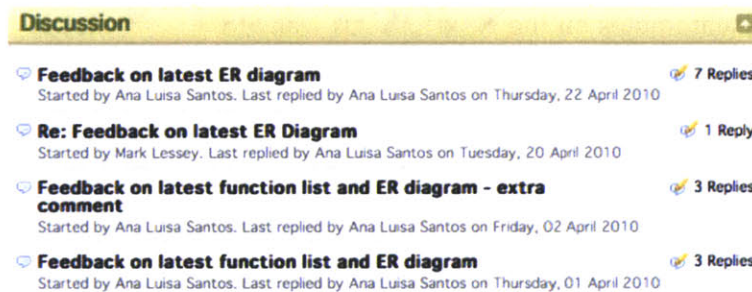 Discussion
Feedback on latest ER diagram
7 Replies
Started by Ana Luisa Santos. Last replied by Ana Luisa Santos on Thursday, 22 April 2010
Re: Feedback on latest ER Diagram
1 Reply
Started by Mark Lessey. Last replied by Ana Luisa Santos on Tuesday, 20 April 2010
Feedback on latest function list and ER diagram - extra
3 Replies
comment
Started by Ana Luisa Santos. Last replied by Ana Luisa Santos on Friday, 02 April 2010
Feedback on latest function list and ER diagram
3 Replies
Started by Ana Luisa Santos. Last replied by Ana Luisa Santos on Thursday, 01 April 2010